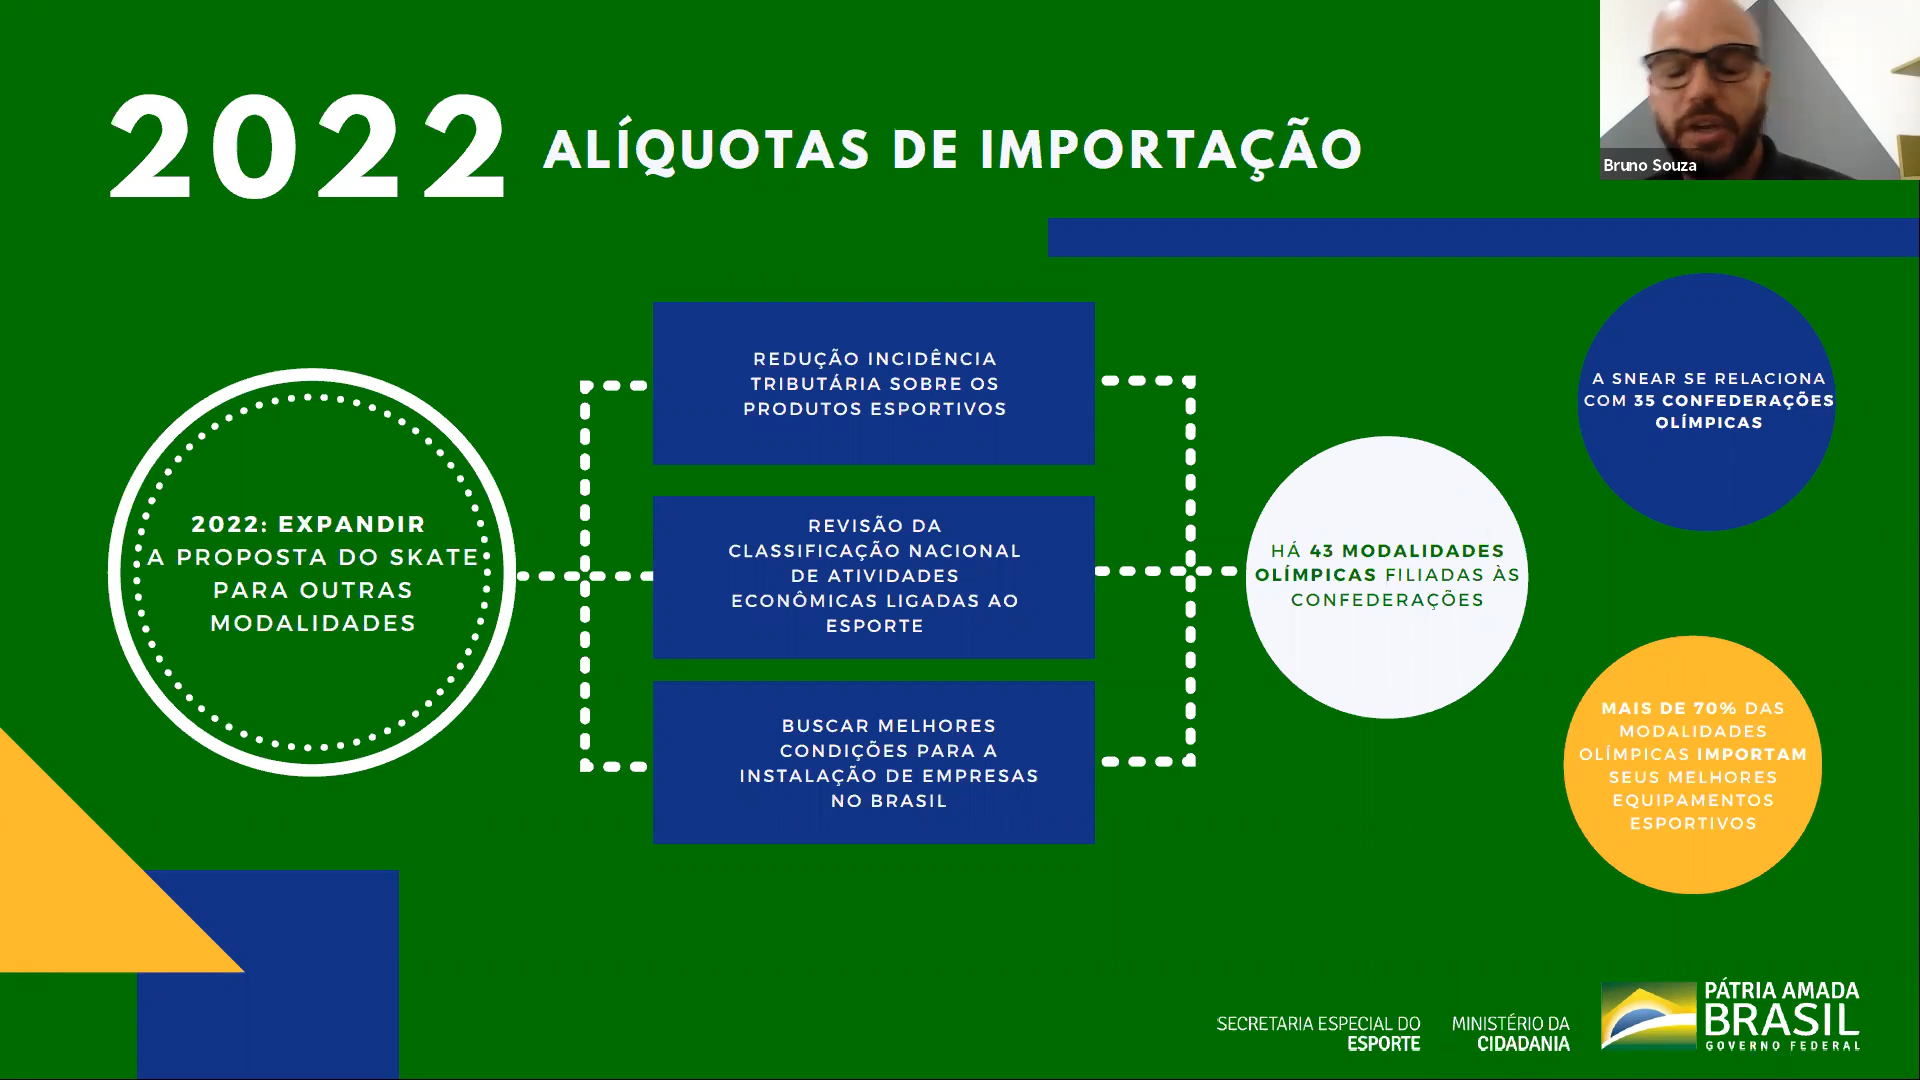 2022 ALÍQUOTAS DE IMPORTAÇÃO
Bruno Souza
2022: EXPANDIR
A PROPOSTA DO SKATE
PARA OUTRAS
MODALIDADES
REDUÇÃO INCIDÊNCIA
TRIBUTÁRIA SOBRE OS
PRODUTOS ESPORTIVOS
REVISÃO DA
CLASSIFICAÇÃO NACIONAL
DE ATIVIDADES
ECONÔMICAS LIGADAS AO
ESPORTE
BUSCAR MELHORES
CONDIÇÕES PARA A
INSTALAÇÃO DE EMPRESAS
NO BRASIL
HÁ 43 MODALIDADES
OLÍMPICAS FILIADAS ÀS
CONFEDERAÇÕES
A SNEAR SE RELACIONA
COM 35 CONFEDERAÇÕES
OLÍMPICAS
MAIS DE 70% DAS
MODALIDADES
OLÍMPICAS IMPORTAM
SEUS MELHORES
EQUIPAMENTOS
ESPORTIVOS
SECRETARIA ESPECIAL DO
ESPORTE
MINISTÉRIO DA
CIDADANIA
PÁTRIA AMADA
BRASIL
GOVERNO FEDERAL